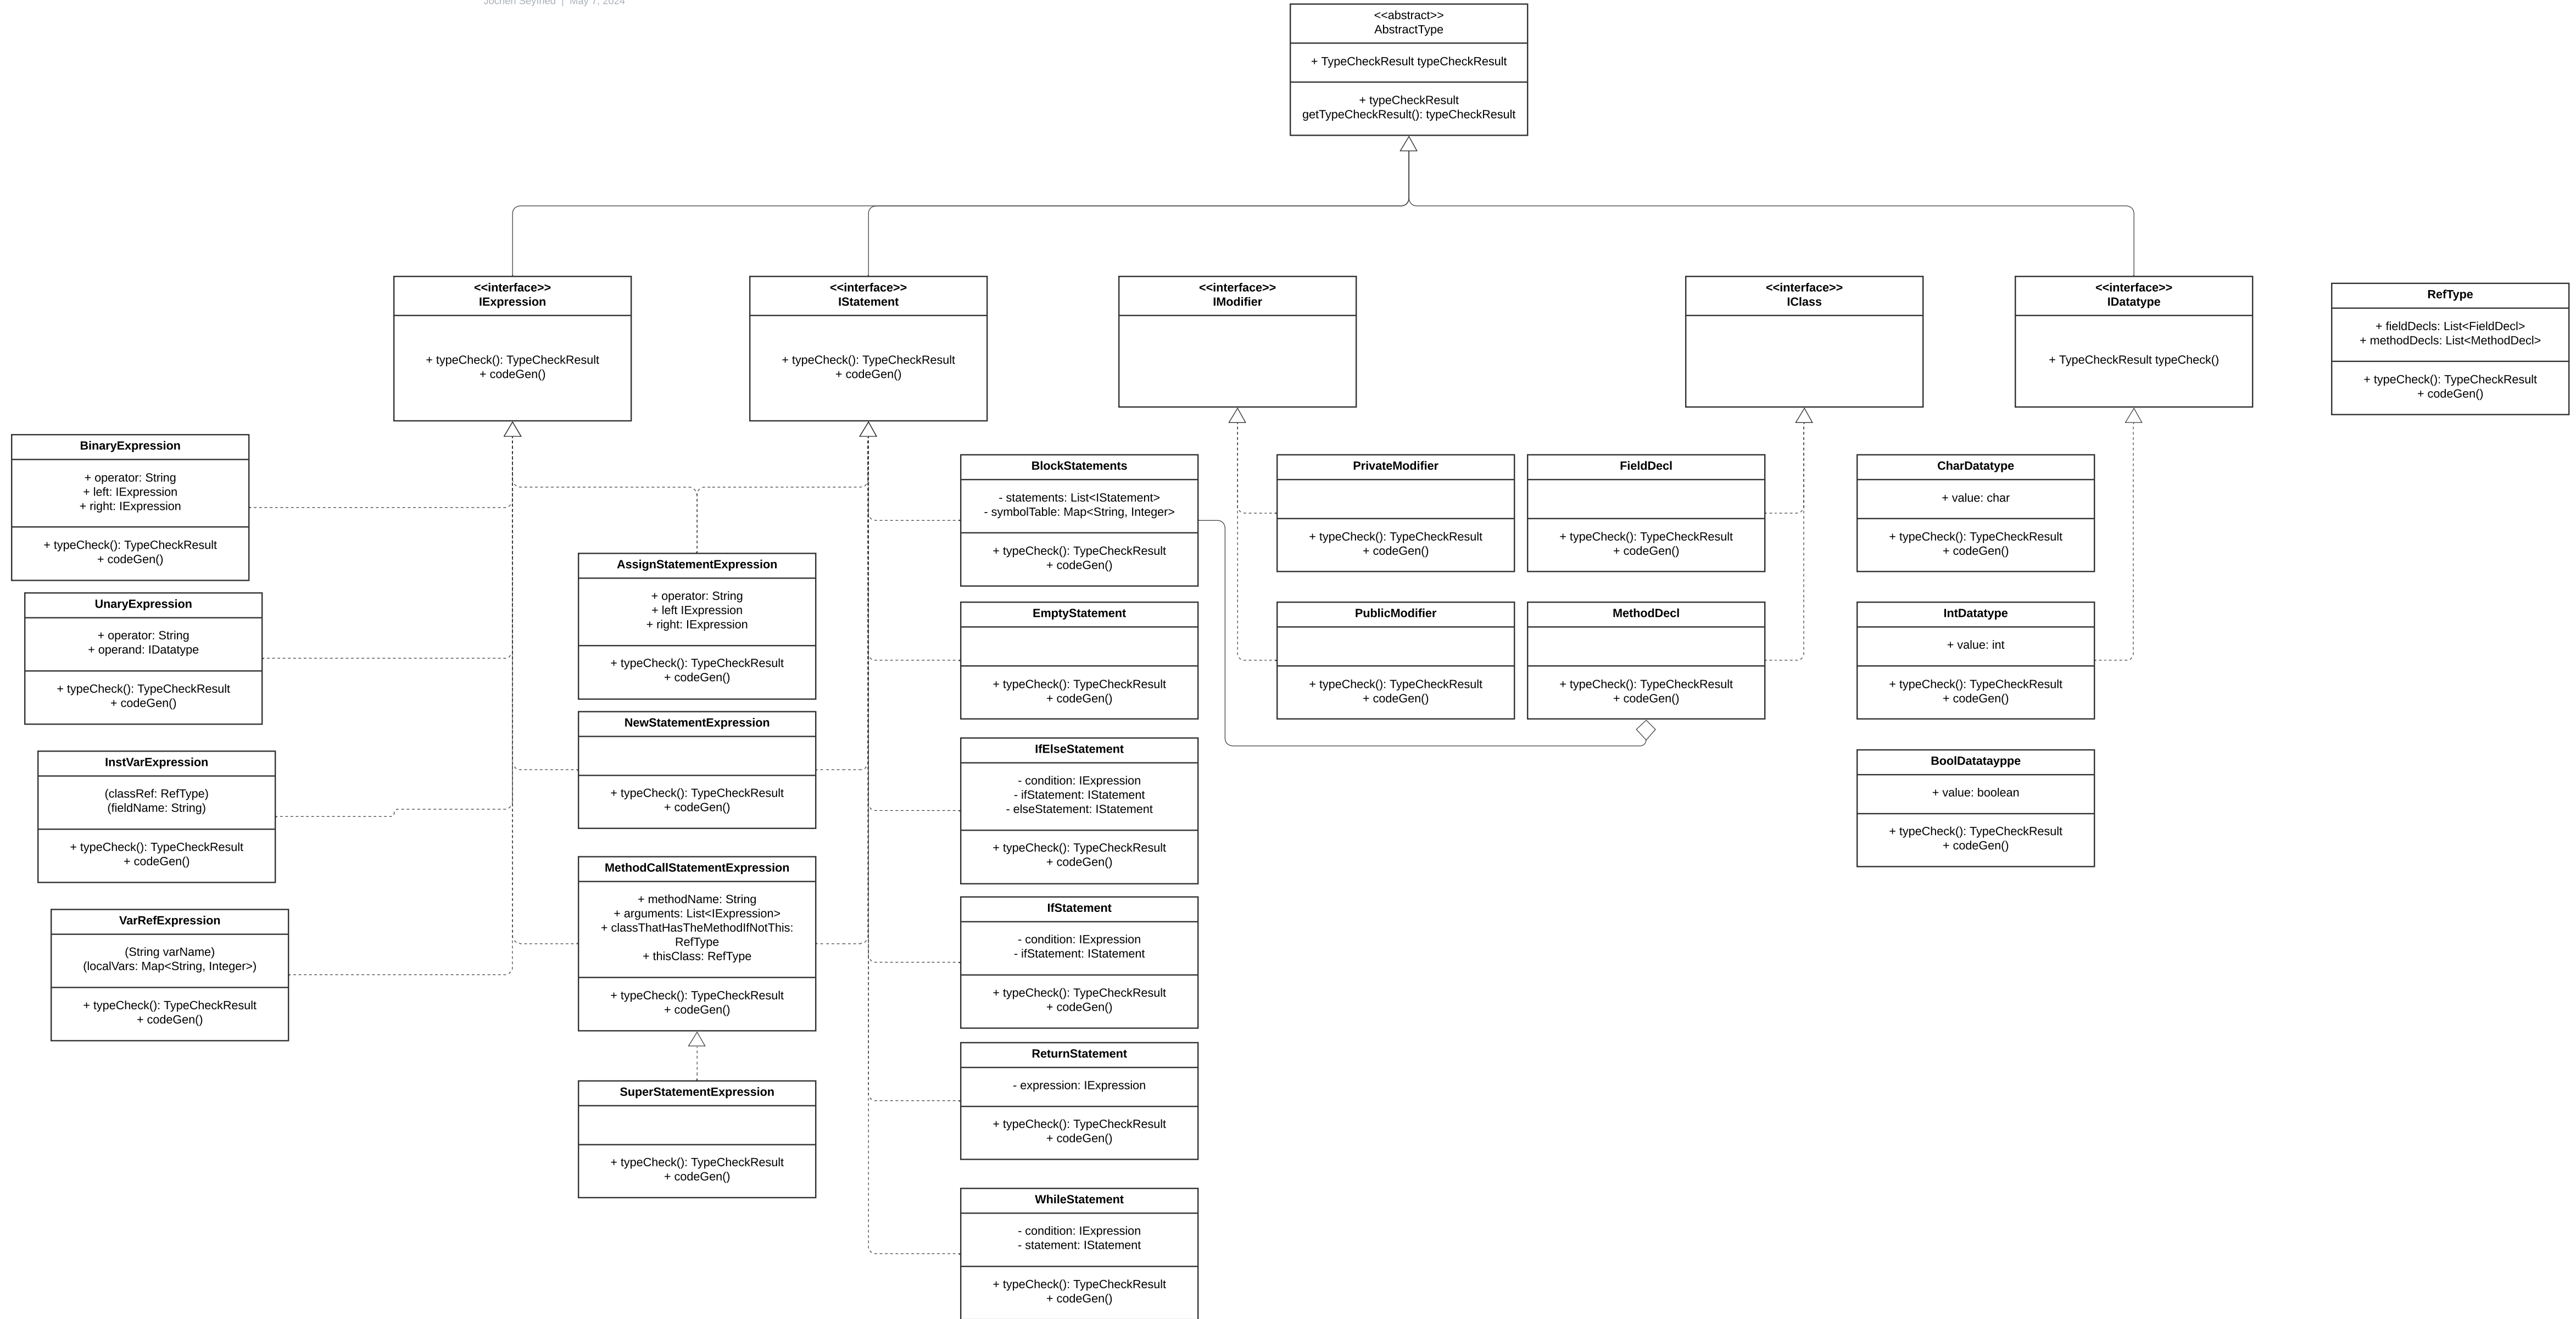 Jochen Seyfried | May 7, 2024
<<abstract>>
AbstractType
+ TypeCheckResult typeCheckResult
+ typeCheckResult
getTypeCheckResult(): typeCheckResult
<<interface>>
IExpression
+ typeCheck(): TypeCheckResult
+ codeGen()
<<interface>>
IStatement
+ typeCheck(): TypeCheckResult
+ codeGen()
<<interface>>
IModifier
<<interface>>
IClass
<<interface>>
IDatatype
+ TypeCheckResult typeCheck()
RefType
+ fieldDecls: List<FieldDecl>
+ methodDecls: List<MethodDecl>
+ typeCheck(): TypeCheckResult
+ codeGen()
BinaryExpression
+ operator: String
+ left: IExpression
+ right: IExpression
+ typeCheck(): TypeCheckResult
+ codeGen()
UnaryExpression
+ operator: String
+ operand: IDatatype
+ typeCheck(): TypeCheckResult
+ codeGen()
InstVarExpression
(classRef: RefType)
(fieldName: String)
+ typeCheck(): TypeCheckResult
+ codeGen()
VarRefExpression
(String varName)
(localVars: Map<String, Integer>)
+ typeCheck(): TypeCheckResult
+ codeGen()
AssignStatementExpression
+ operator: String
+ left IExpression
+ right: IExpression
+ typeCheck(): TypeCheckResult
+ codeGen()
NewStatementExpression
+ typeCheck(): TypeCheckResult
+ codeGen()
MethodCallStatementExpression
+ methodName: String
+ arguments: List<IExpression>
+ classThatHasTheMethodIfNotThis:
RefType
+ thisClass: RefType
+ typeCheck(): TypeCheckResult
+ codeGen()
SuperStatementExpression
+ typeCheck(): TypeCheckResult
+ codeGen()
BlockStatements
- statements: List<IStatement>
- symbolTable: Map<String, Integer>
+ typeCheck(): TypeCheckResult
+ codeGen()
EmptyStatement
+ typeCheck(): TypeCheckResult
+ codeGen()
IfElseStatement
- condition: IExpression
- ifStatement: IStatement
- elseStatement: IStatement
+ typeCheck(): TypeCheckResult
+ codeGen()
IfStatement
- condition: IExpression
- ifStatement: IStatement
+ typeCheck(): TypeCheckResult
+ codeGen()
ReturnStatement
- expression: IExpression
+ typeCheck(): TypeCheckResult
+ codeGen()
WhileStatement
- condition: IExpression
- statement: IStatement
+ typeCheck(): TypeCheckResult
+ codeGen()
PrivateModifier
+ typeCheck(): TypeCheckResult
+ codeGen()
PublicModifier
+ typeCheck(): TypeCheckResult
+ codeGen()
FieldDecl
+ typeCheck(): TypeCheckResult
+ codeGen()
MethodDecl
+ typeCheck(): TypeCheckResult
+ codeGen()
CharDatatype
+ value: char
+ typeCheck(): TypeCheckResult
+ codeGen()
IntDatatype
+ value: int
+ typeCheck(): TypeCheckResult
+ codeGen()
BoolDatatayppe
+ value: boolean
+ typeCheck(): TypeCheckResult
+ codeGen()